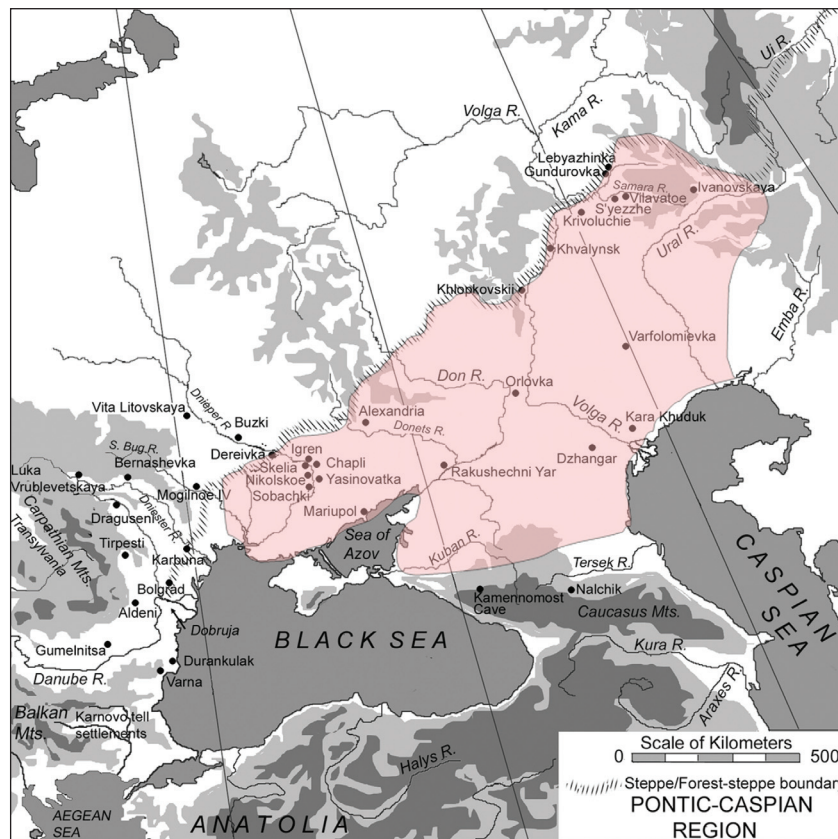 Ui R.
Kama R.
Volga R.
Lebyazhinka
Gundurovka
Samara R.
Ivanovskaya
Vilavatoe
S'yezzhe
Krivoluchie
Ural R.
Khvalynsk
Emba R.
Khlopkovskii
Varfolomievka
Don R.
Orlovka
Volga R.
Kara Khuduk
Dzhangar
Alexandria
Donets R.
Vita Litovskaya
Dnieper R.
Buzki
Dereivka
Igren
Chapli
Skelia
Nikolskoe
Yasinovatka
Sobachki
Rakushechni Yar
Mariupol
S. Bug R.
Bernashevka
Luka
Vrublevetskaya
Mogilnoe IV
Dniester R.
Draguseni
Carpathian Mts.
Transylvania
Tirpesti
Karbuna
Sea of
Azov
Kuban R.
Tersek R.
Kamennomost
Cave
Nalchik
Caucasus Mts.
CASPIAN
SEA
Bolgrad
Aldeni
Dobruja
BLACK SEA
Gumelnitsa
Durankulak
Danube R.
Varna
Kura R.
Araxes R.
Balkan
Mts.
Karnovo tell
settlements
Halys R.
AEGEAN
SEA
ANATOLIA
Scale of Kilometers
0 500
Steppe/Forest-steppe boundary
PONTIC-CASPIAN
REGION